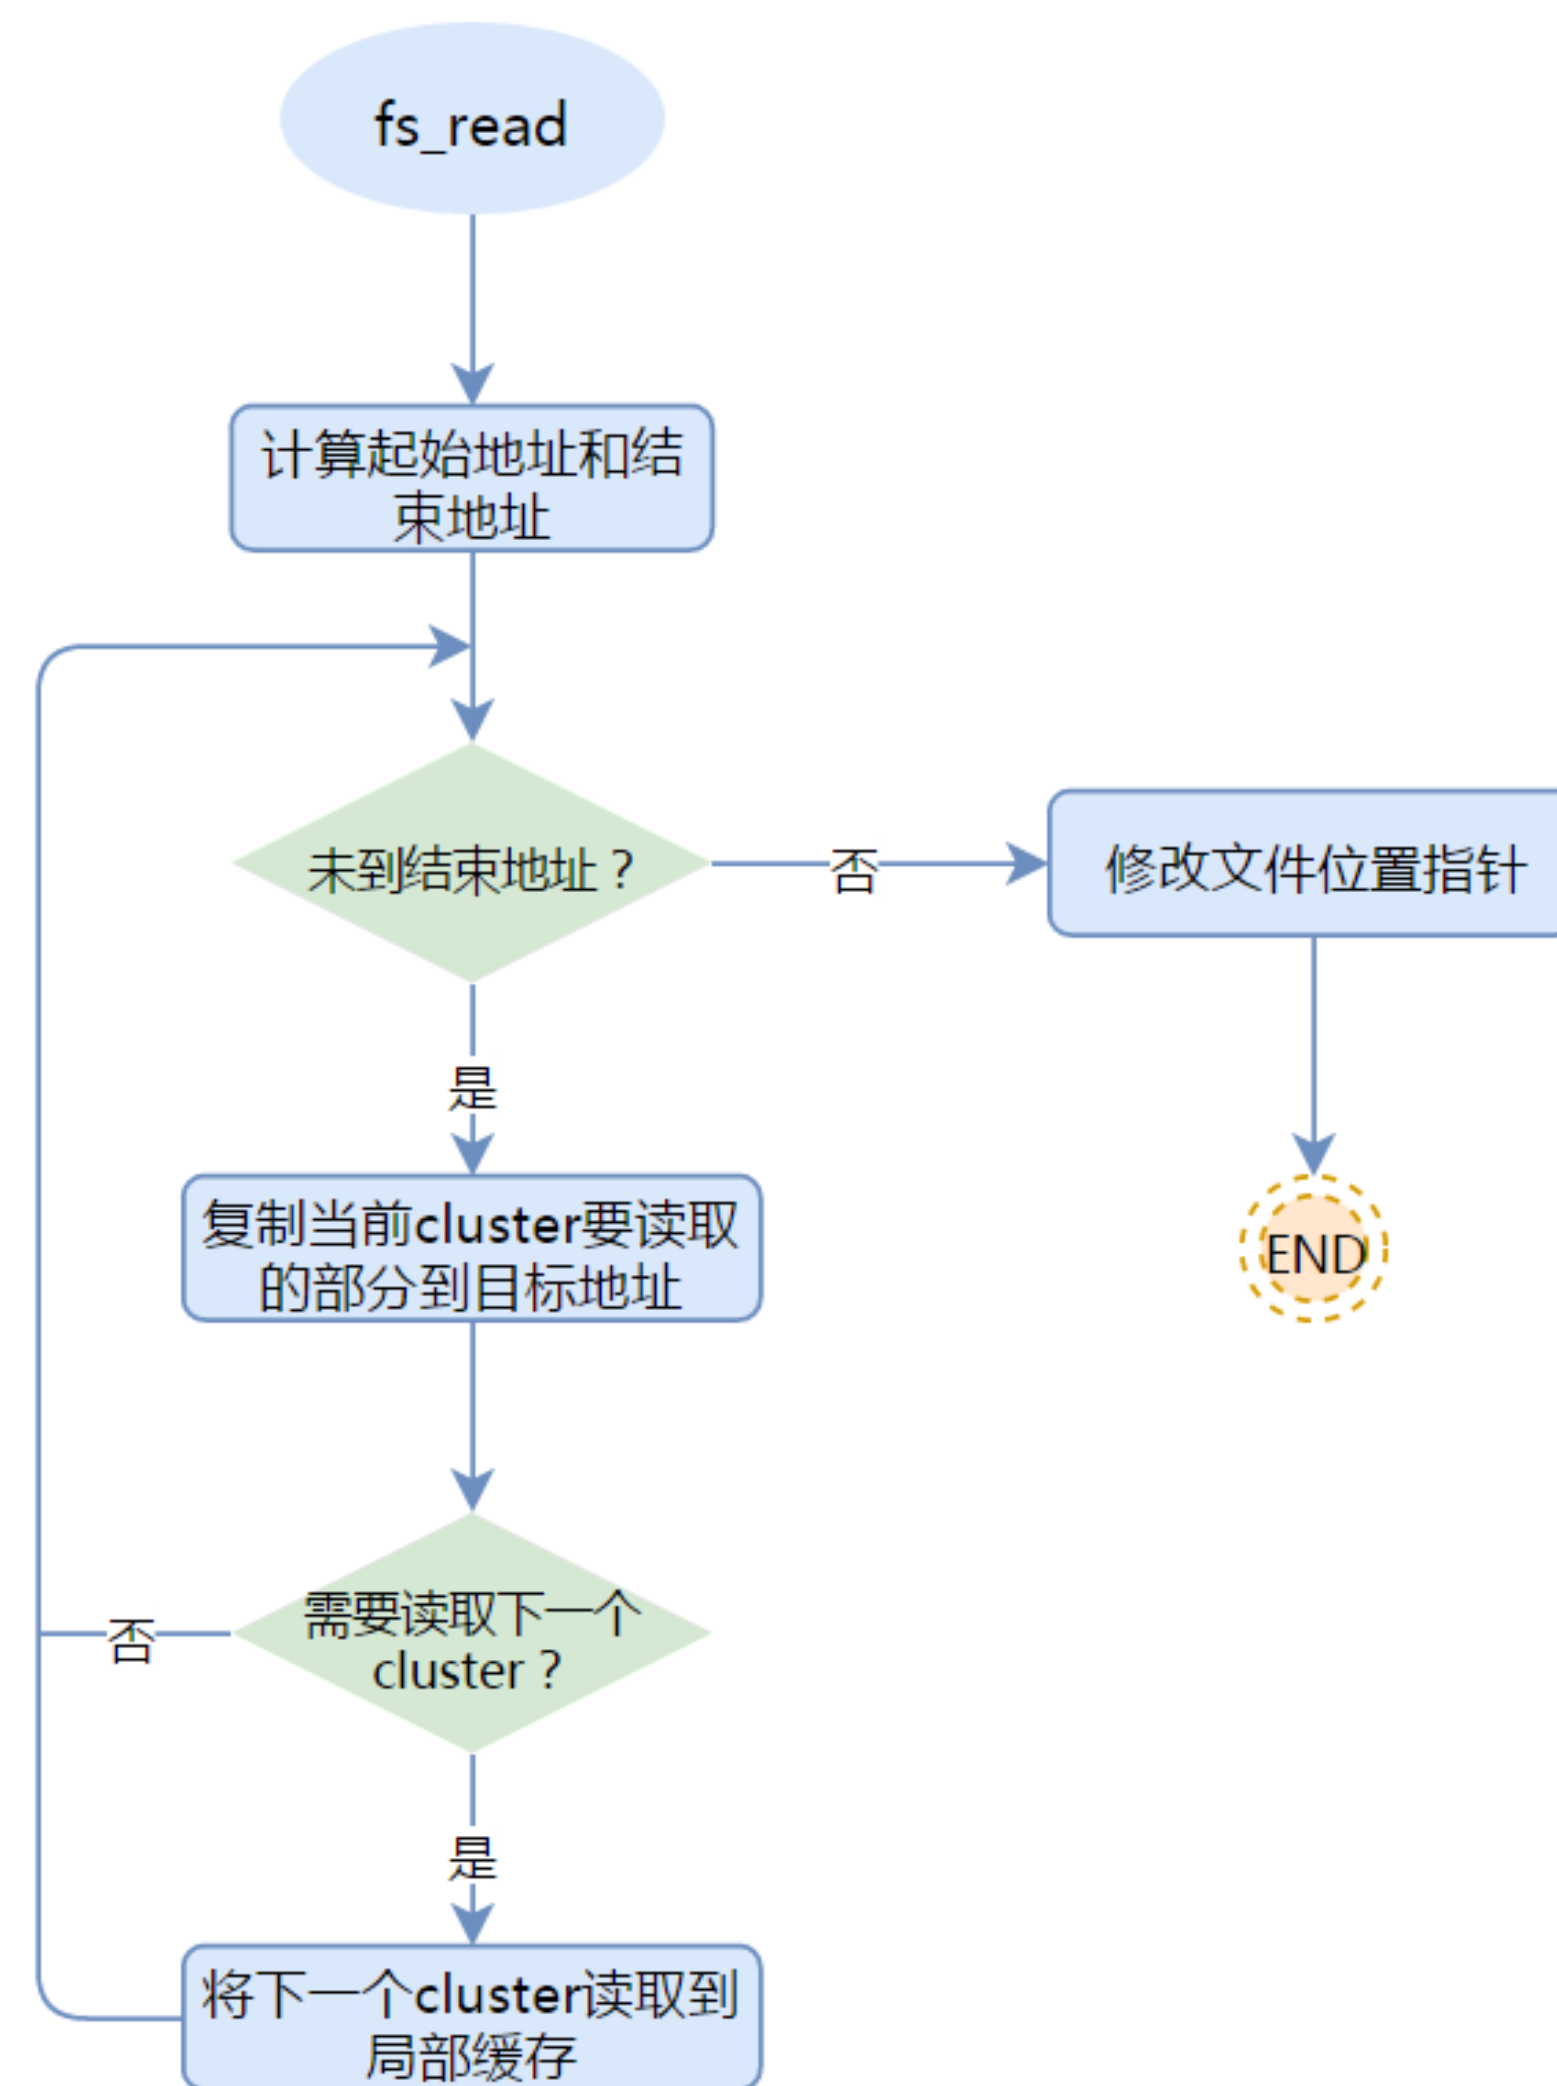 fs_read
计算起始地址和结
束地址
未到结束地址？
否
修改文件位置指针
是
复制当前cluster要读取
的部分到目标地址
END
需要读取下一个
cluster？
否
是
将下一个cluster读取到
局部缓存